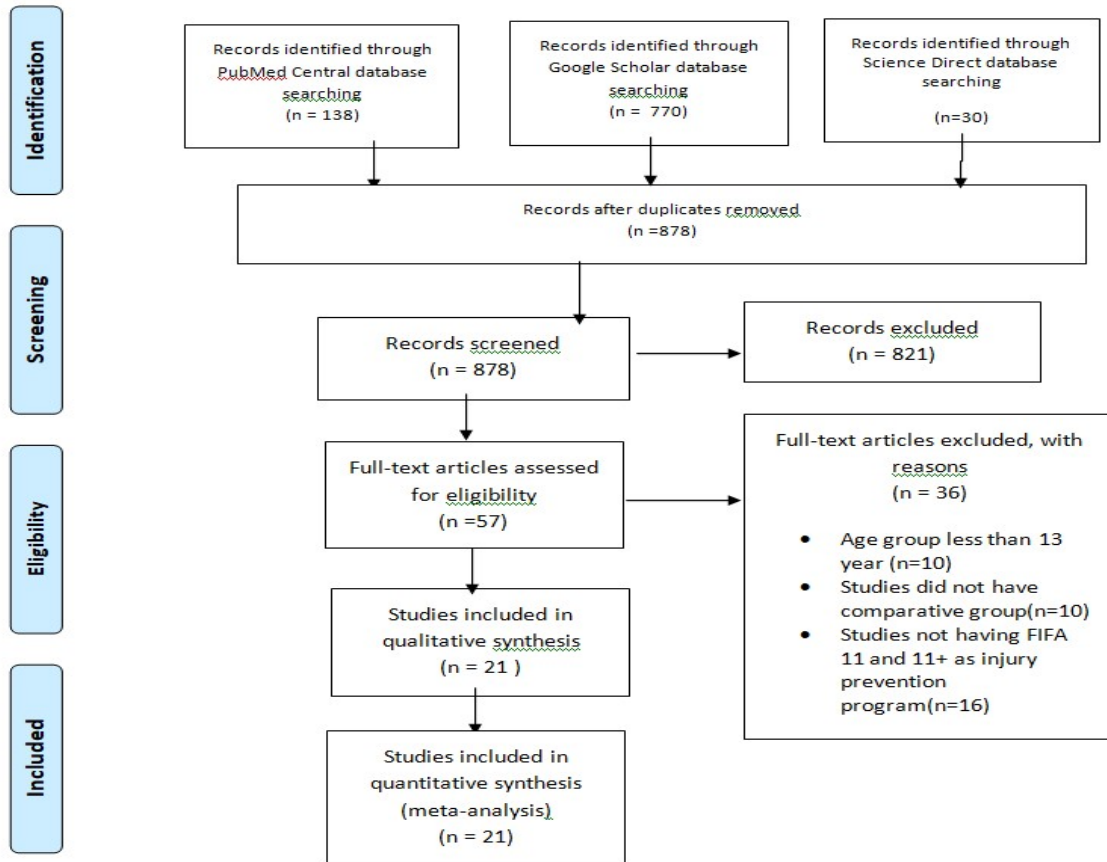 Identification
Records identified through
PubMed Central database
searching
(n = 138)
Records identified through
Google Scholar database
searching
(n = 770)
Records identified through
Science Direct database
searching
(n=30)
Records after duplicates removed
(n =878)
Screening
Records screened
(n = 878)
Records excluded
(n = 821)
Eligibility
Full-text articles assessed
for eligibility
(n =57)
Full-text articles excluded, with
reasons
(n = 36)
• Age group less than 13
year (n=10)
• Studies did not have
comparative group(n=10)
• Studies not having FIFA
11 and 11+ as injury
prevention
program(n=16)
Studies included in
qualitative synthesis
(n = 21 )
Included
Studies included in
quantitative synthesis
(meta-analysis)
(n = 21)